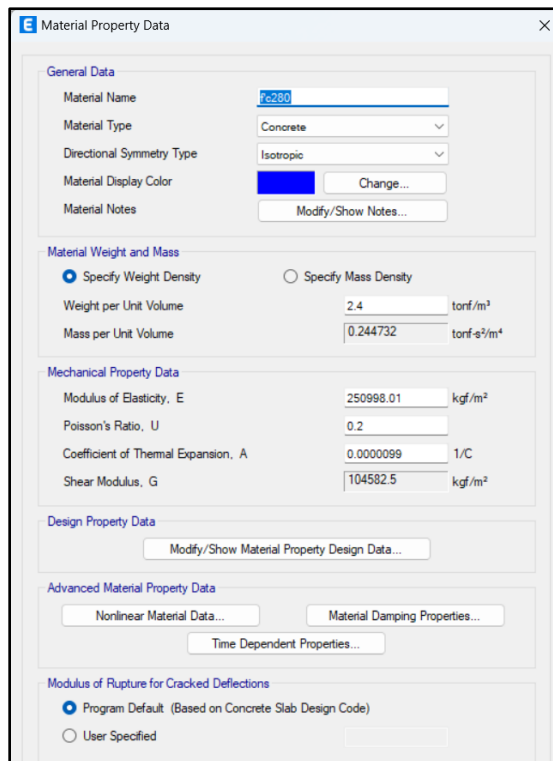 E Material Property Data
General Data
Material Name f'c280
Material Type Concrete
Directional Symmetry Type Isotropic
Material Display Color Change...
Material Notes Modify/Show Notes...
Material Weight and Mass
Specify Weight Density Specify Mass Density
Weight per Unit Volume 2.4 tonf/m³
Mass per Unit Volume 0.244732 tonf-s²/m⁴
Mechanical Property Data
Modulus of Elasticity, E 250998.01 kgf/m²
Poisson's Ratio, U 0.2
Coefficient of Thermal Expansion, A 0.0000099 1/C
Shear Modulus, G 104582.5 kgf/m²
Design Property Data
Modify/Show Material Property Design Data...
Advanced Material Property Data
Nonlinear Material Data... Material Damping Properties...
Time Dependent Properties...
Modulus of Rupture for Cracked Deflections
Program Default (Based on Concrete Slab Design Code)
User Specified